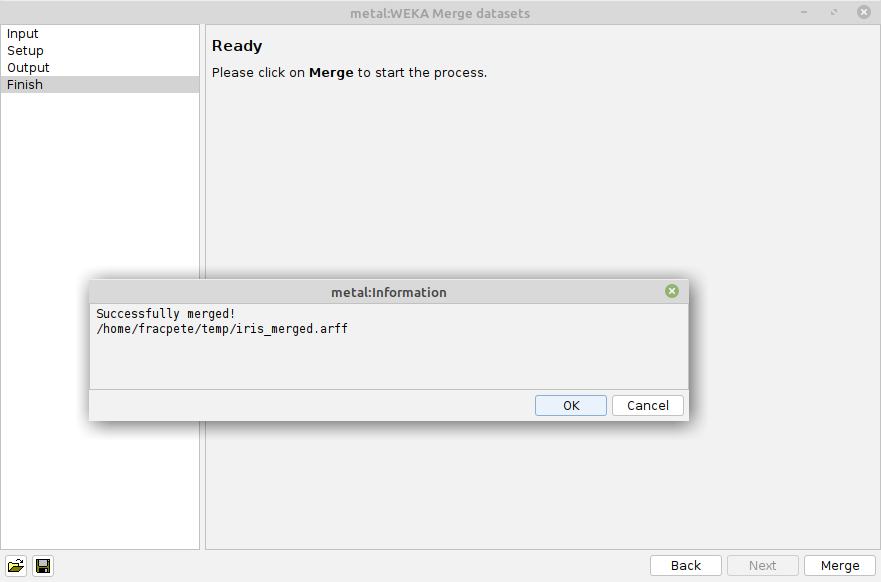 metal:WEKA Merge datasets
Input
Setup
Output
Finish
Ready
Please click on Merge to start the process.
metal:Information
Successfully merged!
/home/fracpete/temp/iris_merged.arff
OK
Cancel
Back
Next
Merge